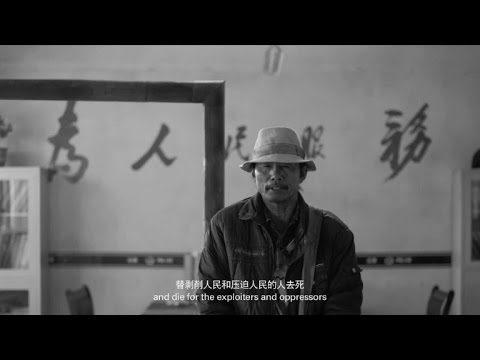 为人民服務
替剥削人民和压迫人民的人去死
and die for the exploiters and oppressors